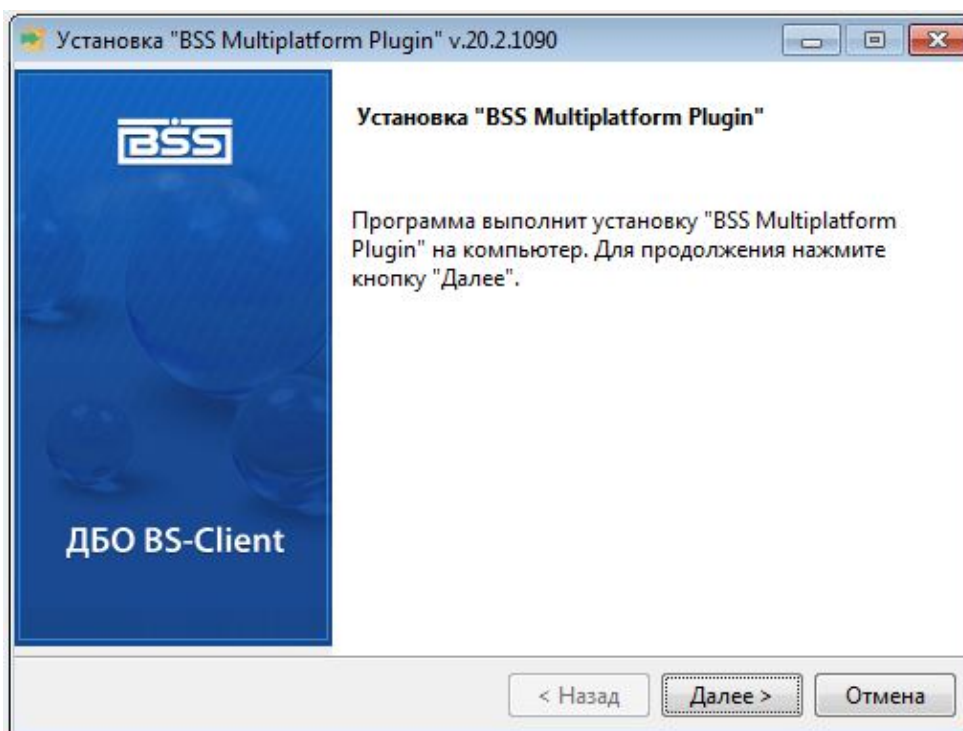 Установка "BSS Multiplatform Plugin" v.20.2.1090
BSS
Установка "BSS Multiplatform Plugin"
Программа выполнит установку "BSS Multiplatform
Plugin" на компьютер. Для продолжения нажмите
кнопку "Далее".
ДБО BS-Client
< Назад
Далее >
Отмена